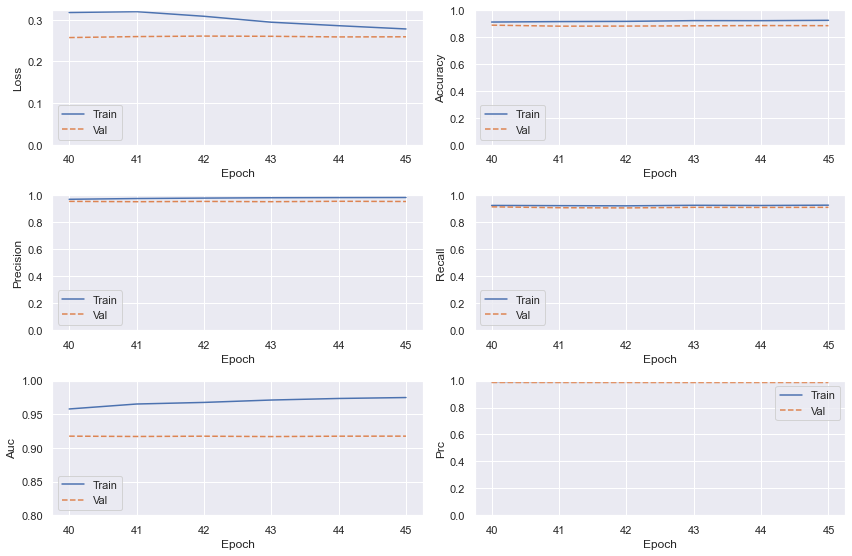 0.3
0.2
0.1
0.0
Loss
Train
Val
40 41 42 43 44 45
Epoch
1.0
0.8
0.6
0.4
0.2
0.0
Accuracy
Train
Val
40 41 42 43 44 45
Epoch
1.0
0.8
0.6
0.4
0.2
0.0
Precision
Train
Val
40 41 42 43 44 45
Epoch
1.0
0.8
0.6
0.4
0.2
0.0
Recall
Train
Val
40 41 42 43 44 45
Epoch
1.00
0.95
0.90
0.85
0.80
Auc
Train
Val
40 41 42 43 44 45
Epoch
1.0
0.8
0.6
0.4
0.2
0.0
Prc
Train
Val
40 41 42 43 44 45
Epoch